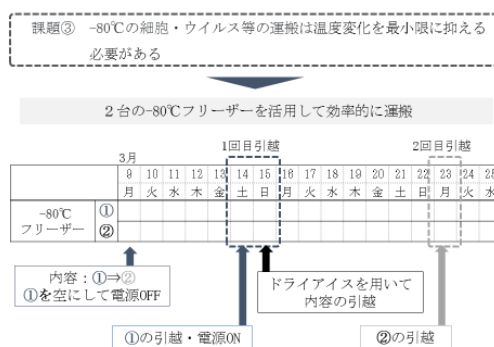 課題③　-80℃の細胞・ウイルス等の運搬は温度変化を最小限に抑える
必要がある
２台の-80℃フリーザーを活用して効率的に運搬
1回目引越 2回目引越
3月
9 10 11 12 13 14 15 16 17 18 19 20 21 22 23 24 25
月 火 水 木 金 土 日 月 火 水 木 金 土 日 月 火 水
-80℃
フリーザー
①
②
内容：①⇒②
①を空にして電源OFF
ドライアイスを用いて
内容の引越
①の引越・電源ON
②の引越